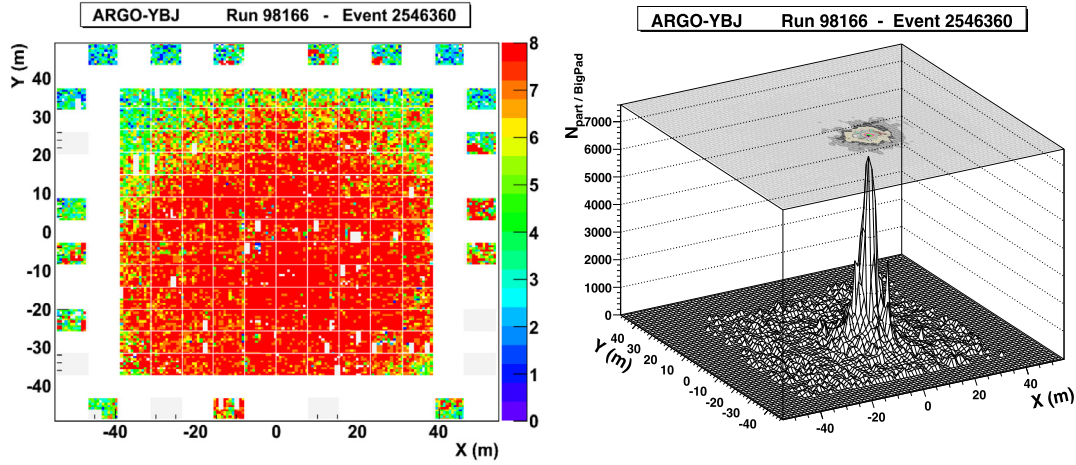 ARGO-YBJ Run 98166 - Event 2546360
Y (m)
40
30
20
10
0
-10
-20
-30
-40
-40 -20 0 20 40
X (m)
8
7
6
5
4
3
2
1
0
ARGO-YBJ Run 98166 - Event 2546360
Npart / BigPad
7000
6000
5000
4000
3000
2000
1000
0
40 30 20 10 0 -10 -20 -30 -40
Y (m)
-40 -20 0 20 40
X (m)